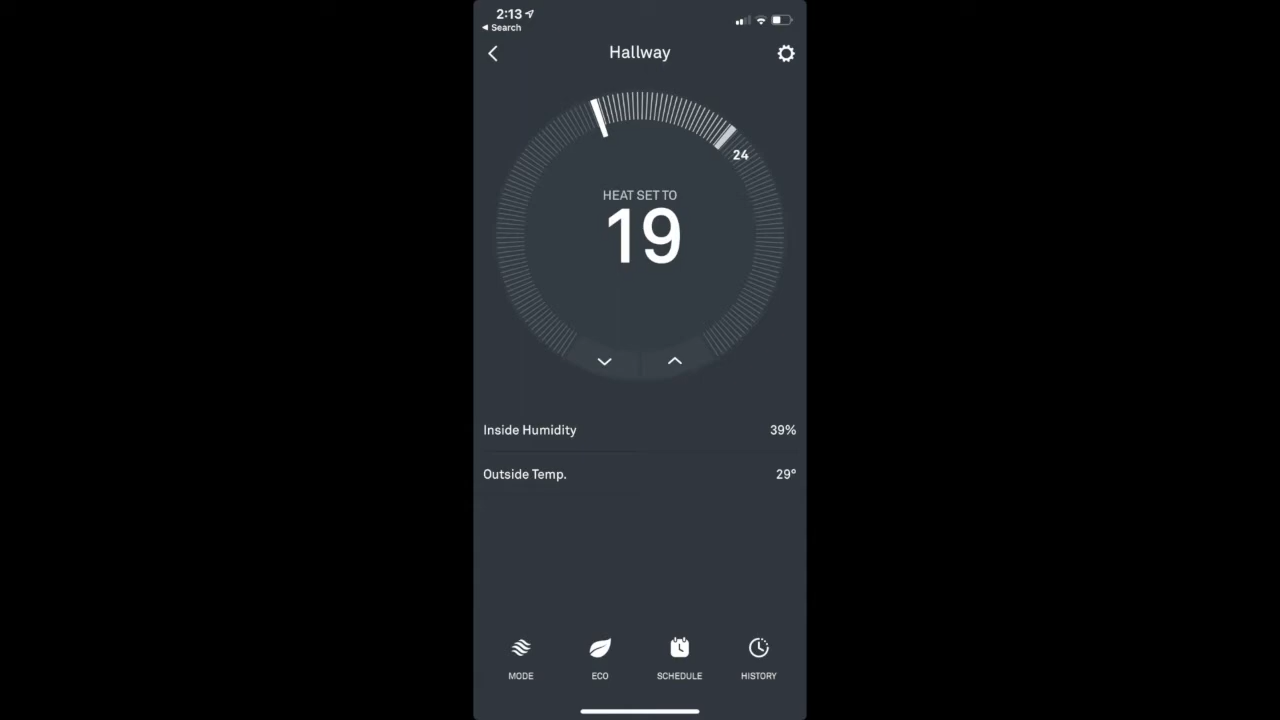 2:13
Search
Hallway
24
HEAT SET TO
19
Inside Humidity 39%
Outside Temp. 29°
MODE ECO SCHEDULE HISTORY